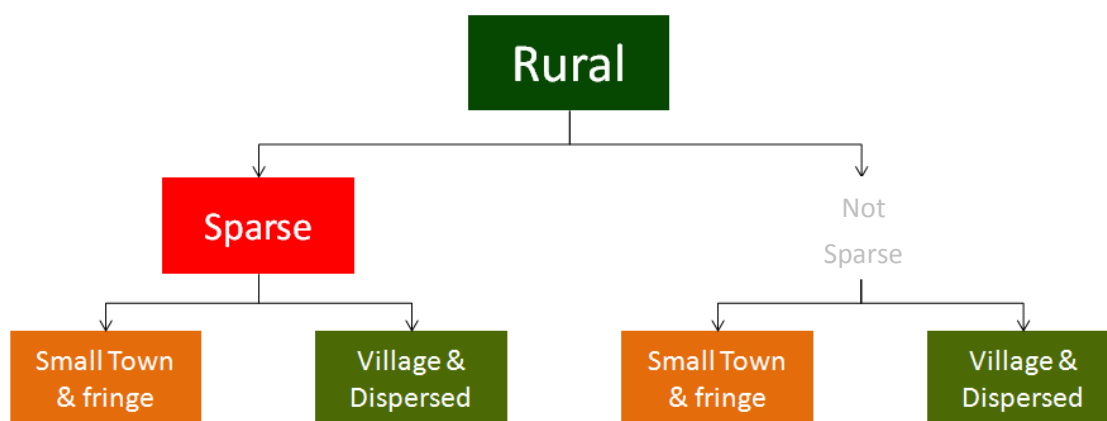 Rural
Sparse
Not
Sparse
Small Town
& fringe
Village &
Dispersed
Small Town
& fringe
Village &
Dispersed